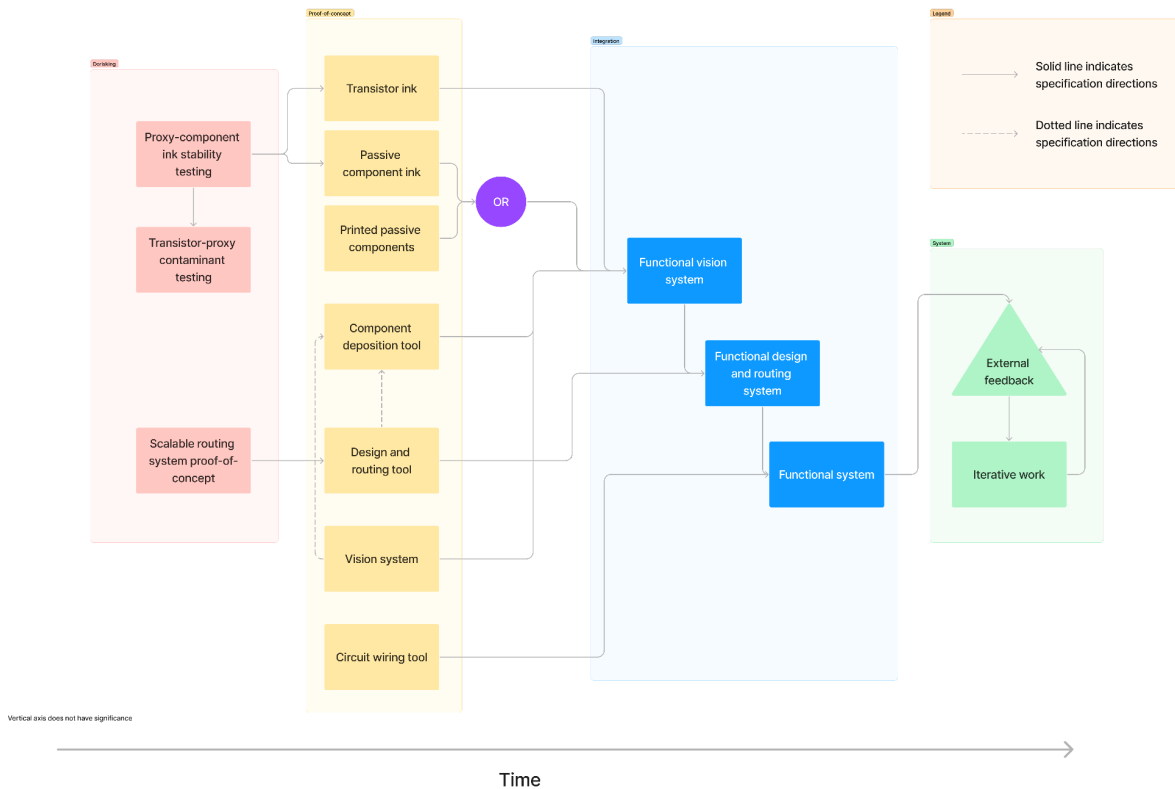 Proof-of-concept
Legend
Integration
Derisking
Solid line indicates
specification directions
Transistor ink
Dotted line indicates
specification directions
Proxy-component
ink stability
testing
Passive
component ink
OR
Printed passive
components
Transistor-proxy
contaminant
testing
System
Functional vision
system
Component
deposition tool
Functional design
and routing
system
External
feedback
Scalable routing
system proof-of-
concept
Design and
routing tool
Functional system
Iterative work
Vision system
Circuit wiring tool
Vertical axis does not have significance
Time